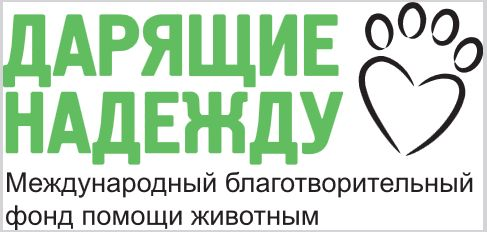 ДАРЯЩИЕ
НАДЕЖДУ
Международный благотворительный
фонд помощи животным